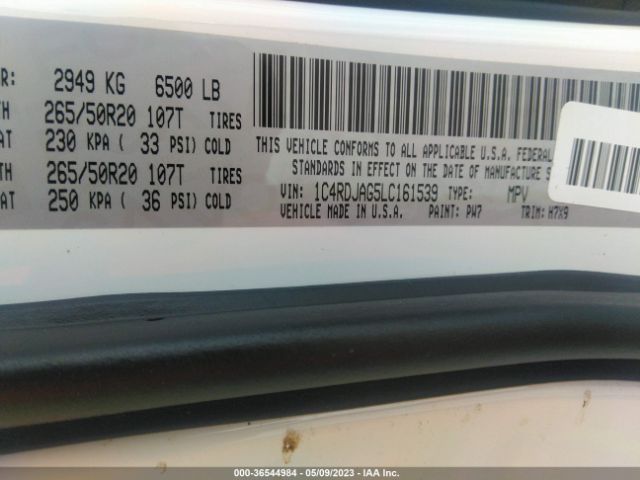 R: 2949 KG 6500 LB
TH 265/50R20 107T TIRES
AT 230 KPA ( 33 PSI) COLD
TH 265/50R20 107T TIRES
AT 250 KPA ( 36 PSI) COLD
THIS VEHICLE CONFORMS TO ALL APPLICABLE U.S.A. FEDERAL
STANDARDS IN EFFECT ON THE DATE OF MANUFACTURE S
VIN: 1C4RDJAG5LC161539 TYPE: MPV
VEHICLE MADE IN U.S.A. PAINT: PW7 TRIM: H7X9
000-36544984 - 05/09/2023 - IAA Inc.